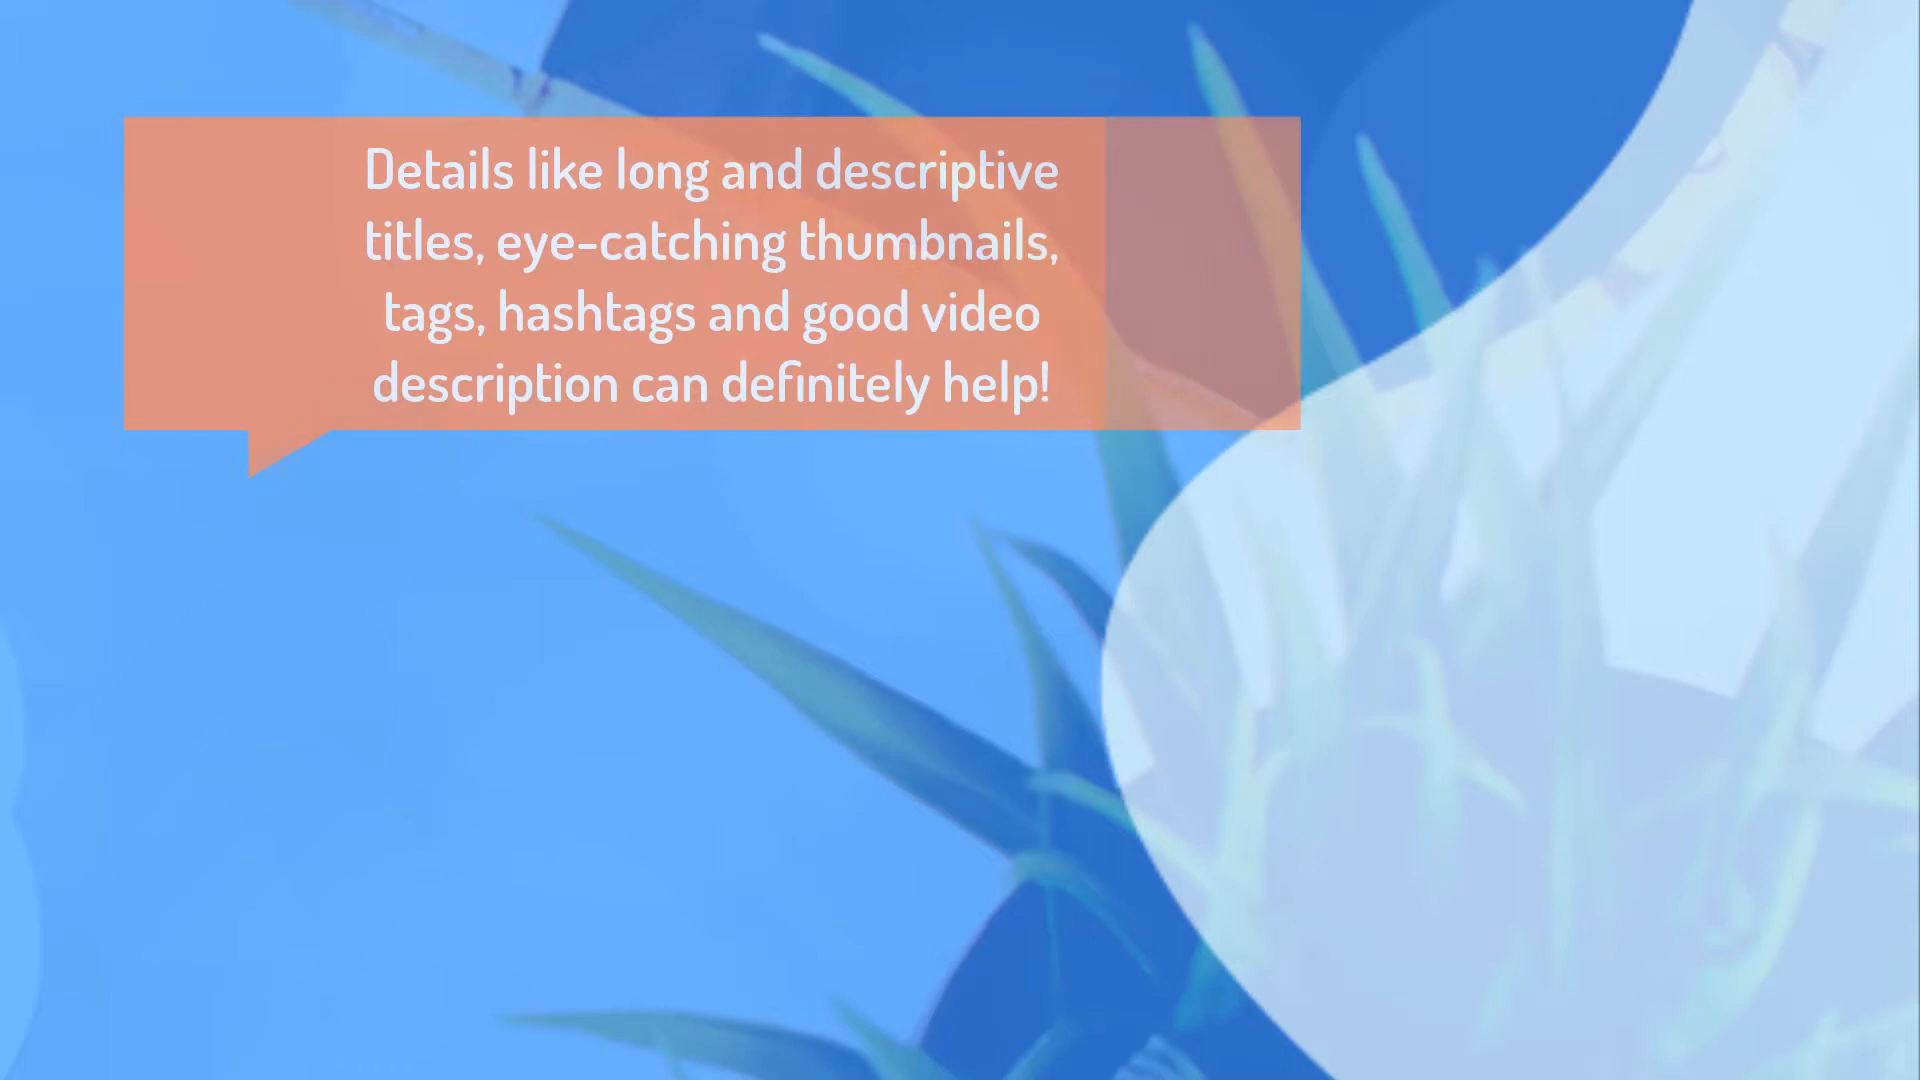 Details like long and descriptive
titles, eye-catching thumbnails,
tags, hashtags and good video
description can definitely help!